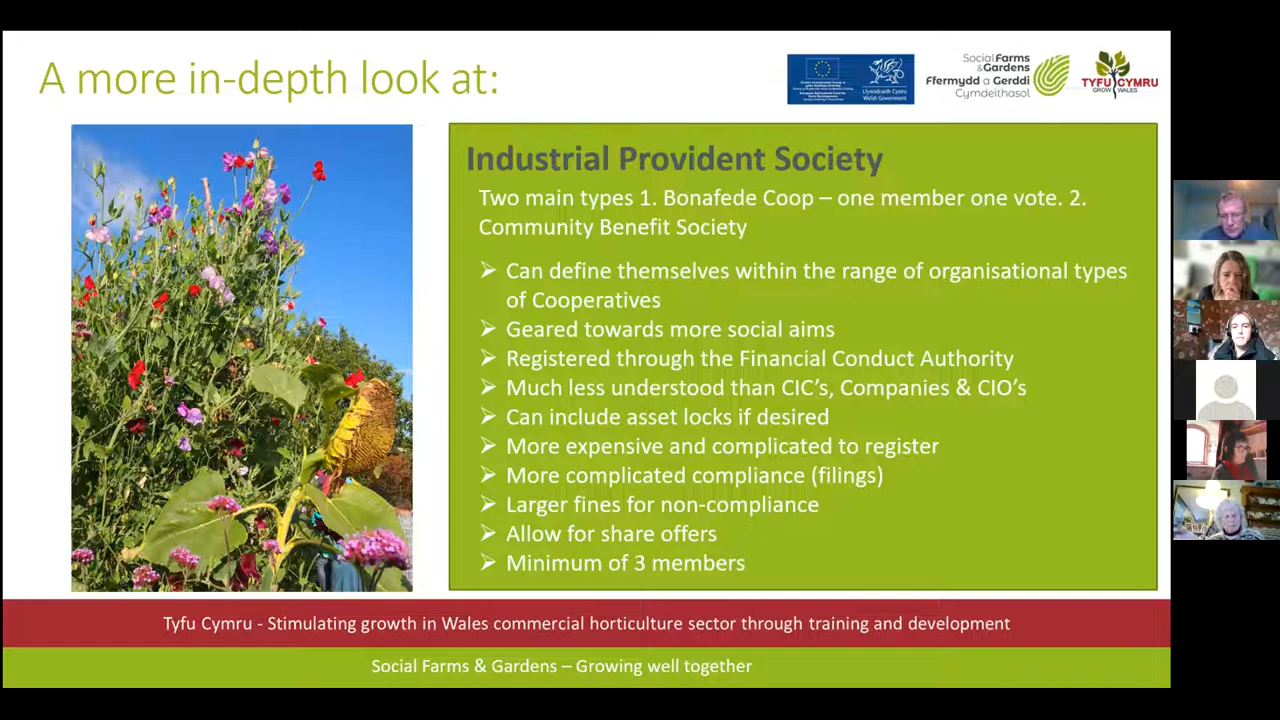 A more in-depth look at:
Llywodraeth Cymru
Welsh Government
Social Farms
& Gardens
Ffermydd a Gerddi
Cymdeithasol
TYFU CYMRU
GROW WALES
Industrial Provident Society
Two main types 1. Bonafede Coop – one member one vote. 2.
Community Benefit Society
➢ Can define themselves within the range of organisational types
of Cooperatives
➢ Geared towards more social aims
➢ Registered through the Financial Conduct Authority
➢ Much less understood than CIC's, Companies & CIO's
➢ Can include asset locks if desired
➢ More expensive and complicated to register
➢ More complicated compliance (filings)
➢ Larger fines for non-compliance
➢ Allow for share offers
➢ Minimum of 3 members
Tyfu Cymru - Stimulating growth in Wales commercial horticulture sector through training and development
Social Farms & Gardens – Growing well together